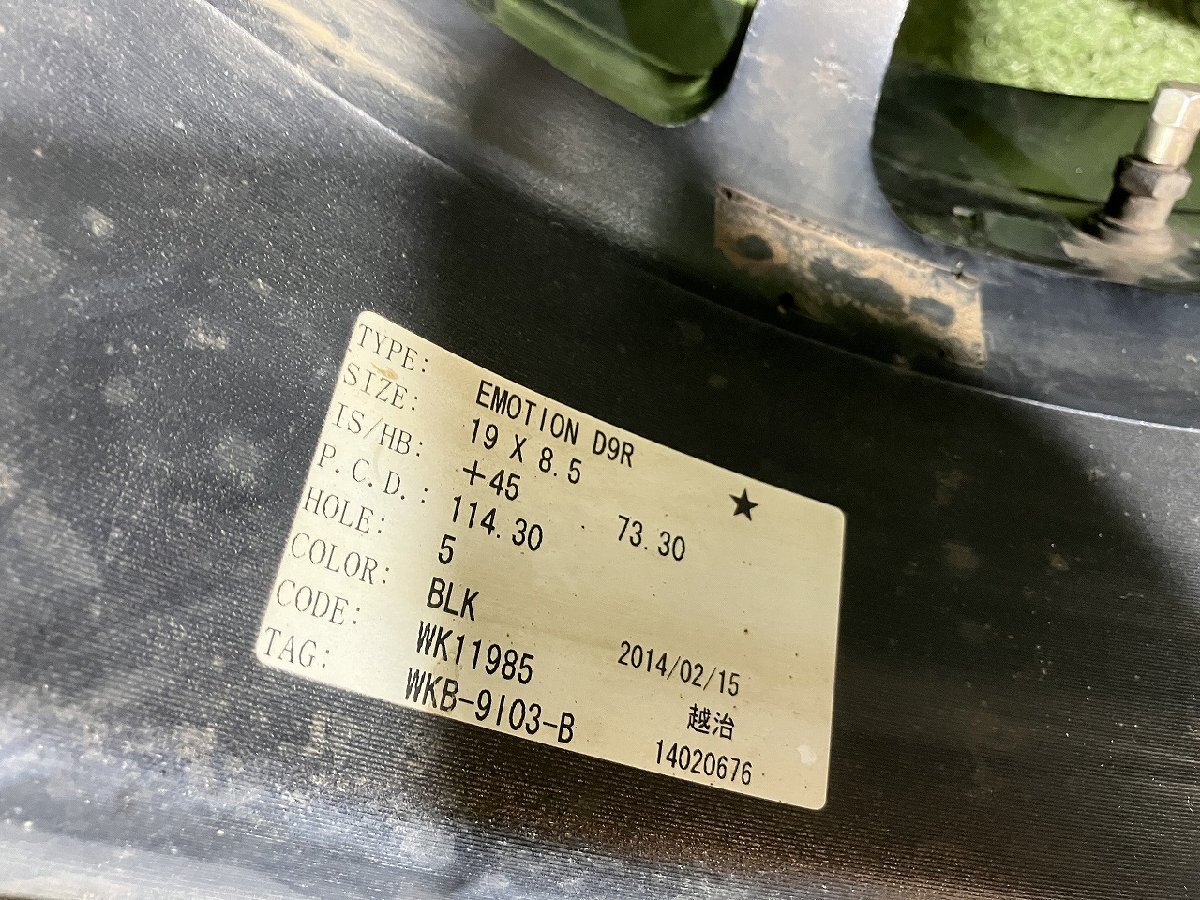 TYPE: EMOTION D9R
SIZE: 19 X 8.5 ★
IS/HB: +45 73.30
P.C.D.: 114.30
HOLE: 5
COLOR: BLK
CODE: WK11985 2014/02/15
TAG: WKB-9I03-B 越治
14020676